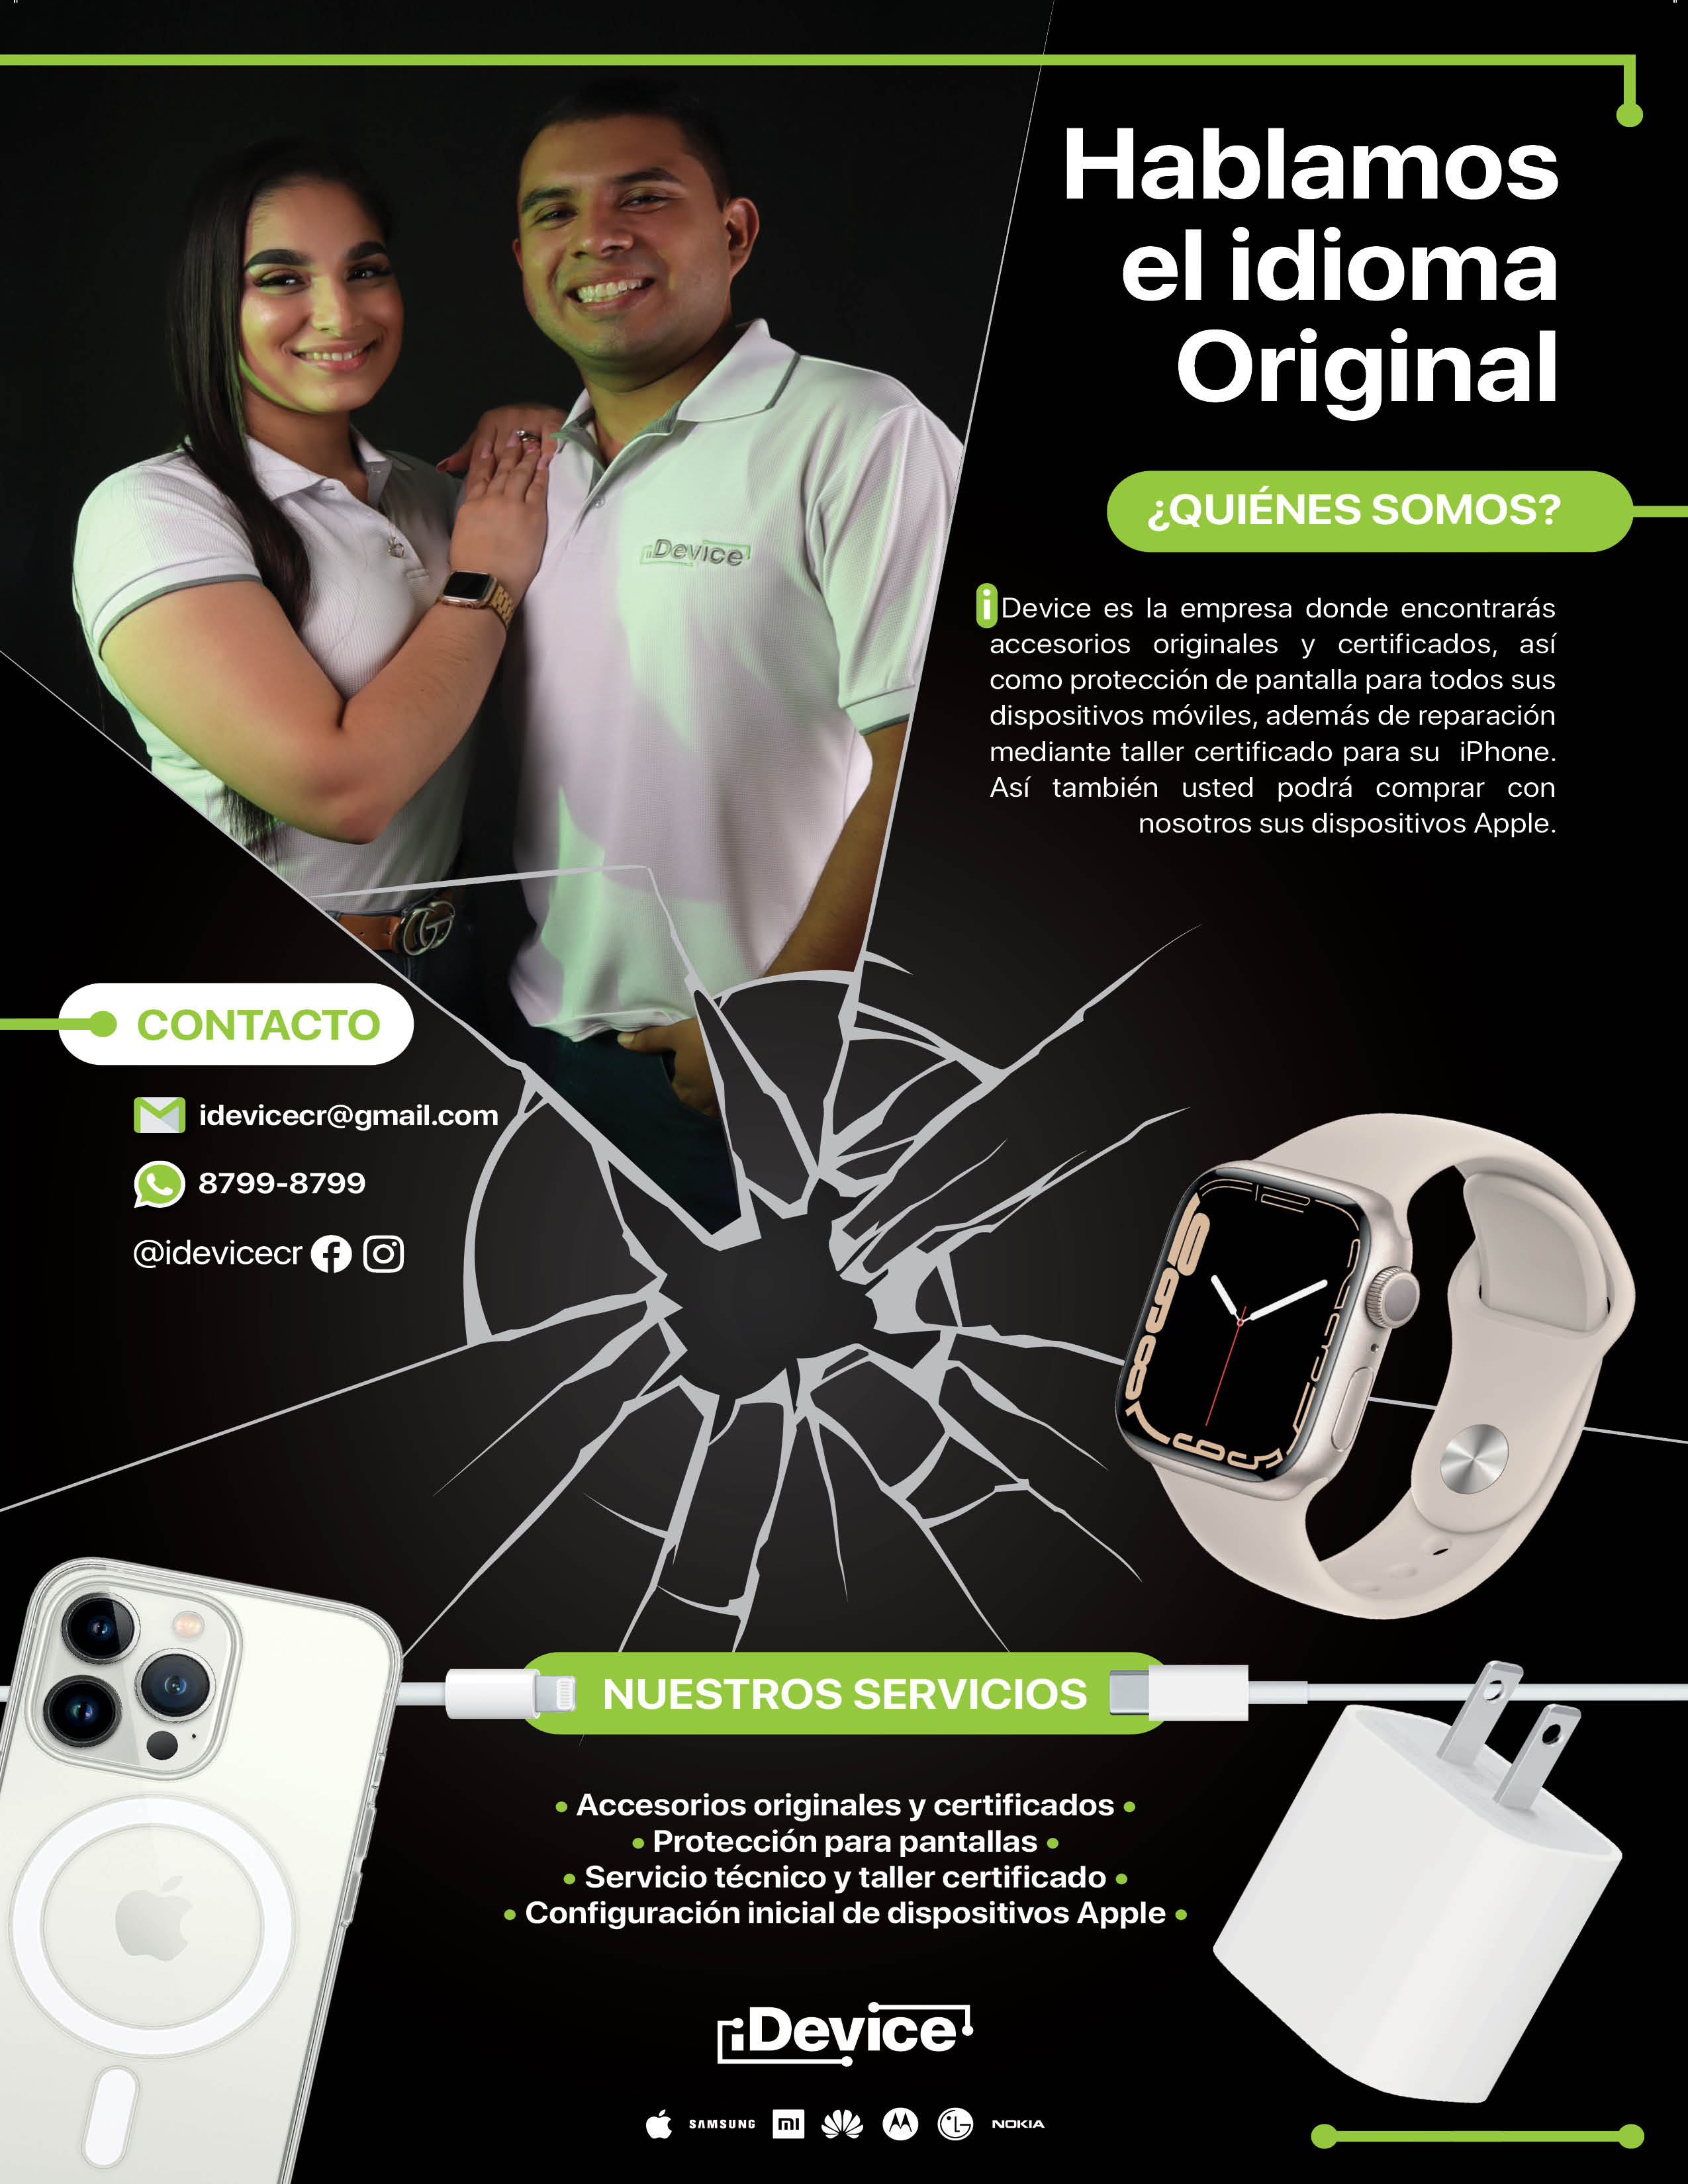 Hablamos
el idioma
Original
¿QUIÉNES SOMOS?
iDevice es la empresa donde encontrarás
accesorios originales y certificados, así
como protección de pantalla para todos sus
dispositivos móviles, además de reparación
mediante taller certificado para su iPhone.
Así también usted podrá comprar con
nosotros sus dispositivos Apple.
iDevice
CONTACTO
idevicecr@gmail.com
8799-8799
@idevicecr
NUESTROS SERVICIOS
• Accesorios originales y certificados •
• Protección para pantallas •
• Servicio técnico y taller certificado •
• Configuración inicial de dispositivos Apple •
iDevice
SAMSUNG mi LG NOKIA